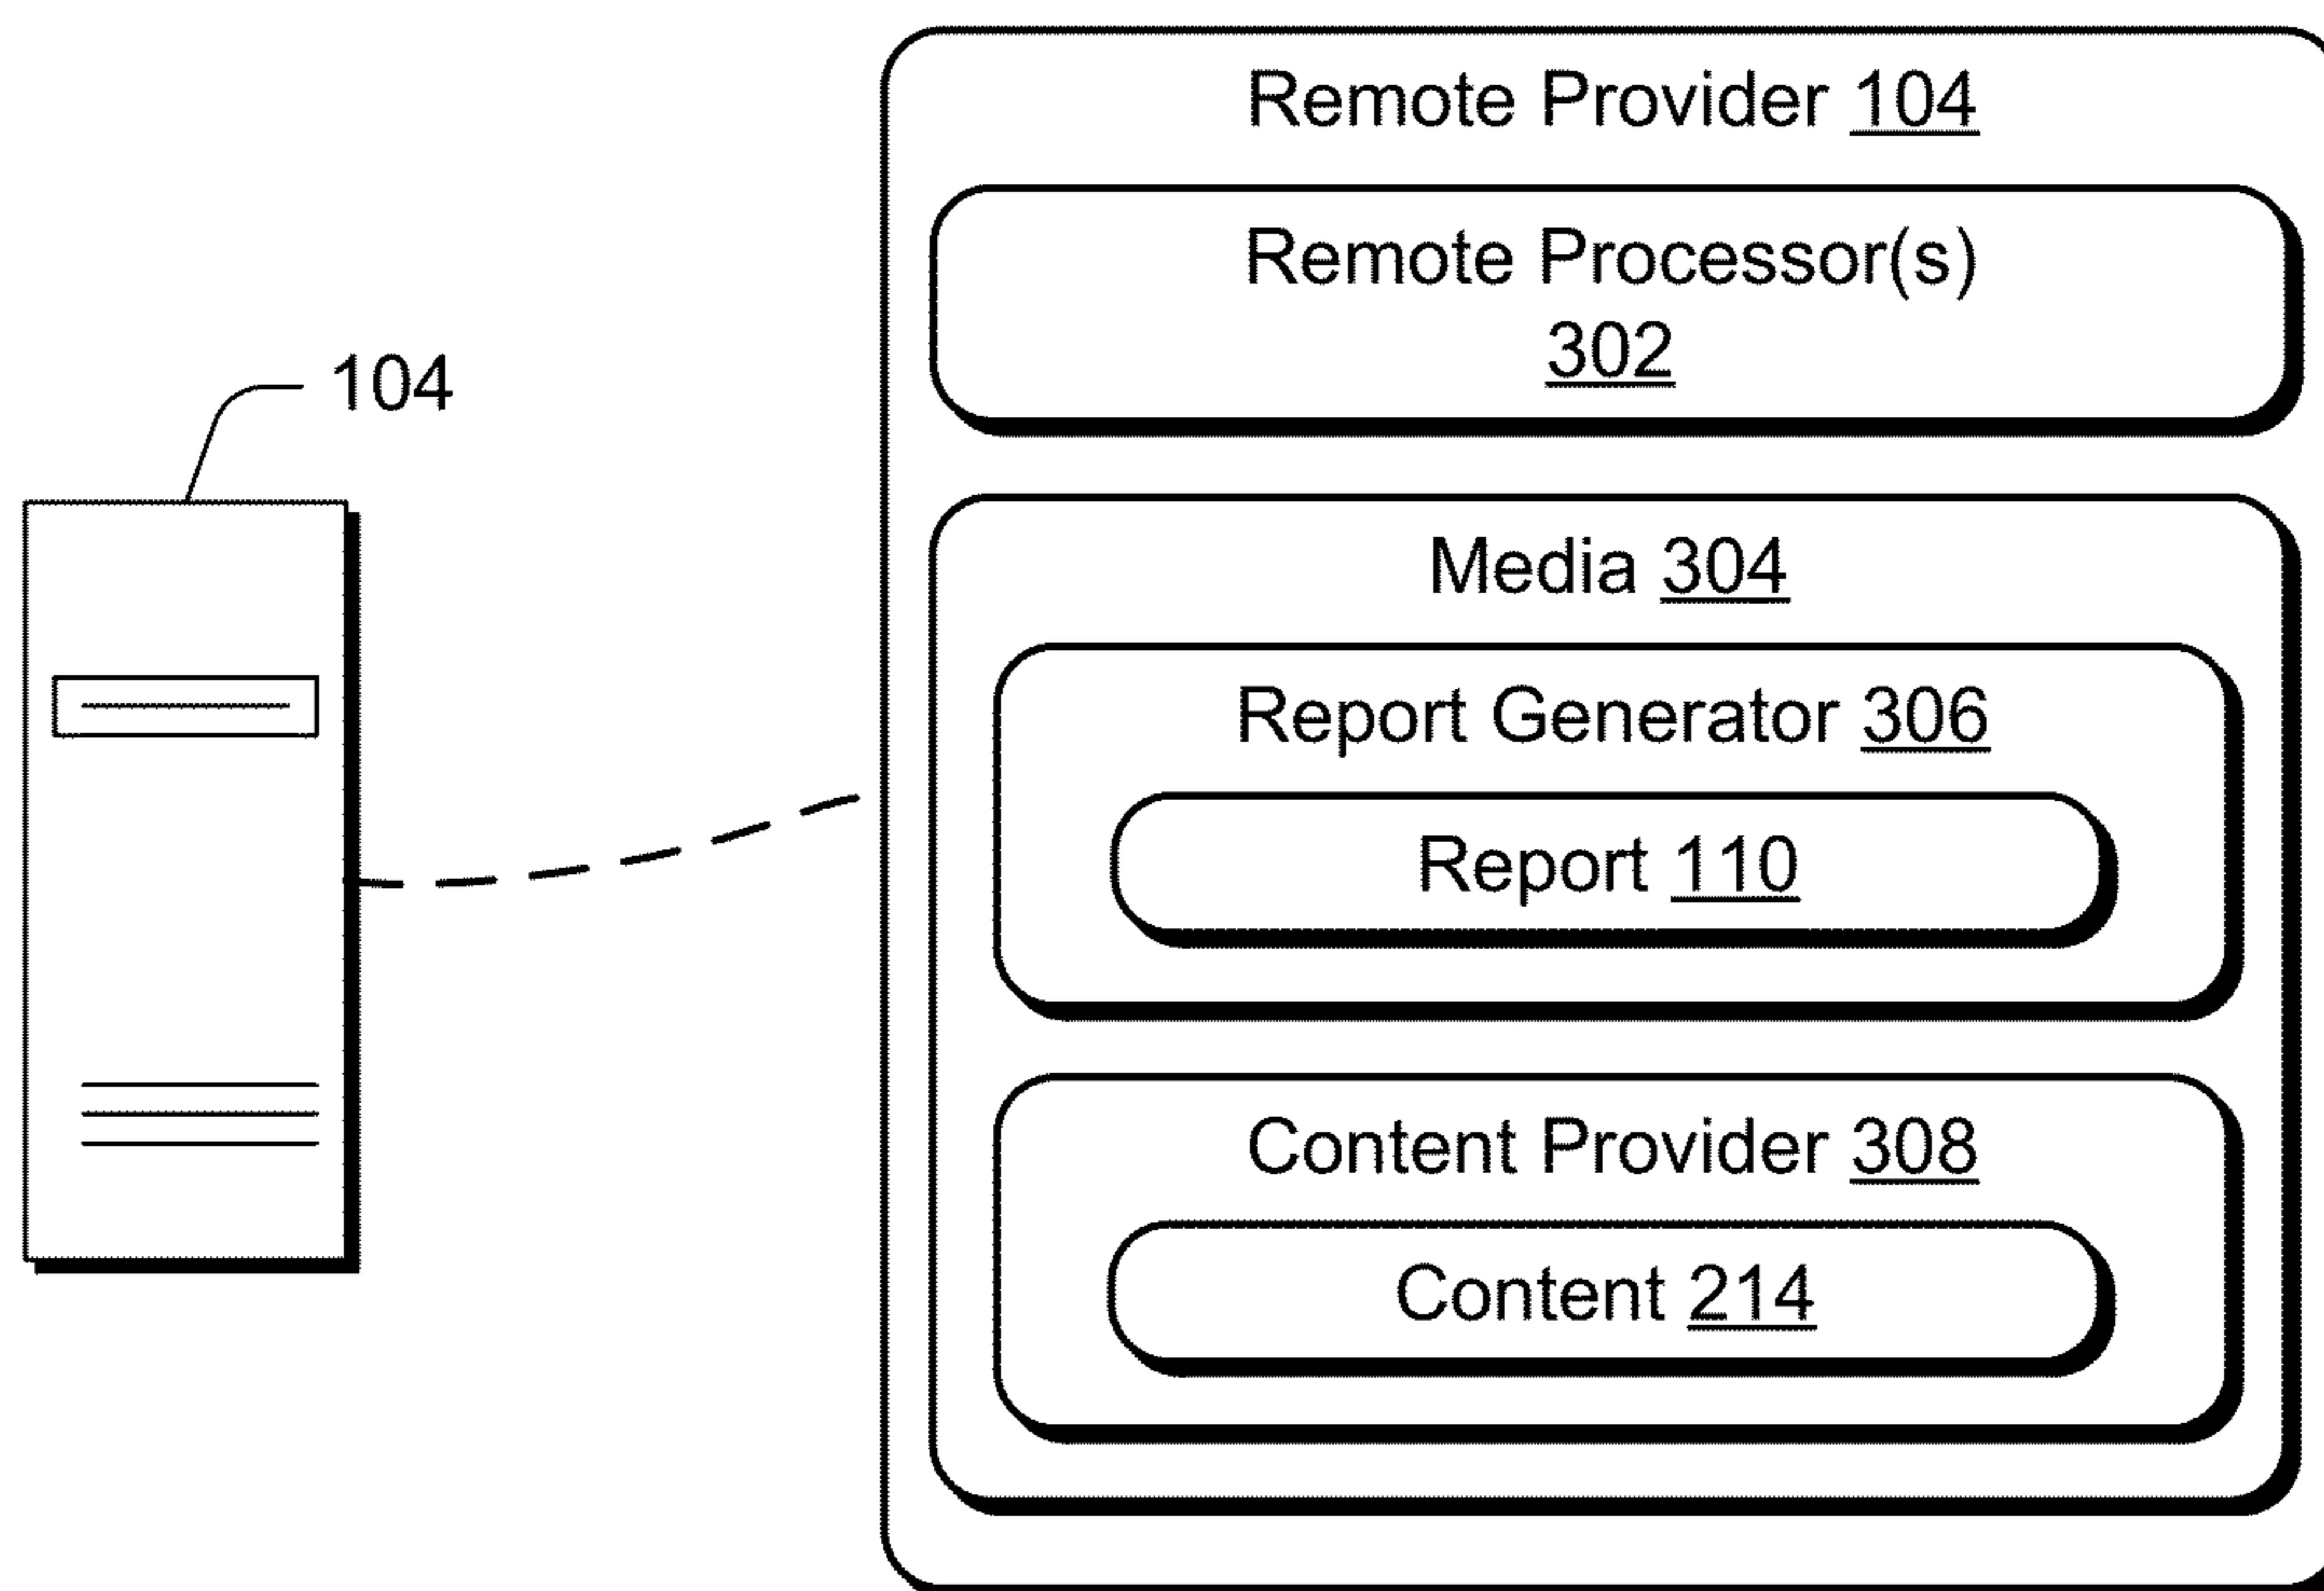 104
Remote Provider 104
Remote Processor(s)
302
Media 304
Report Generator 306
Report 110
Content Provider 308
Content 214